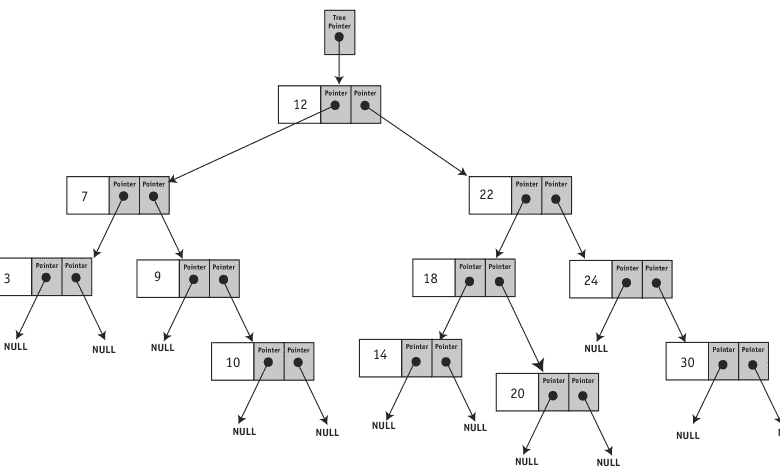 Tree
Pointer
12 Pointer Pointer
7 Pointer Pointer
22 Pointer Pointer
3 Pointer Pointer
9 Pointer Pointer
18 Pointer Pointer
24 Pointer Pointer
NULL NULL NULL NULL
10 Pointer Pointer
14 Pointer Pointer
30 Pointer Pointer
20 Pointer Pointer
NULL NULL NULL NULL NULL
NULL NULL